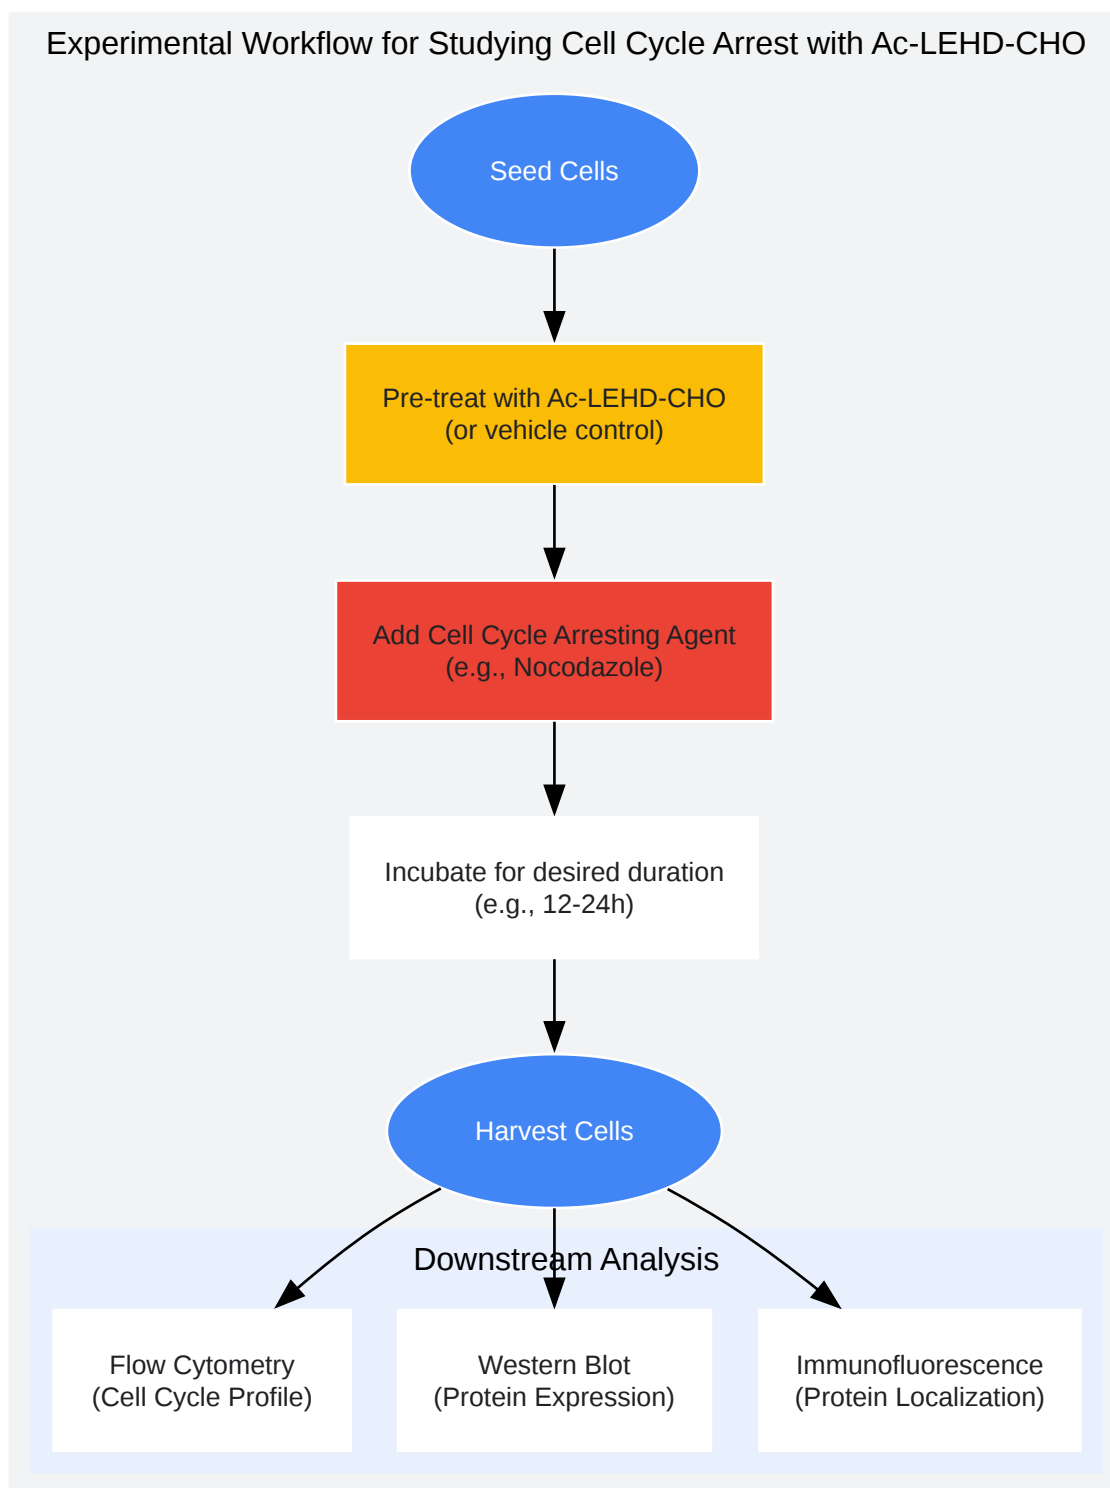 Experimental Workflow for Studying Cell Cycle Arrest with Ac-LEHD-CHO
Seed Cells
Pre-treat with Ac-LEHD-CHO
(or vehicle control)
Add Cell Cycle Arresting Agent
(e.g., Nocodazole)
Incubate for desired duration
(e.g., 12-24h)
Harvest Cells
Downstream Analysis
Flow Cytometry
(Cell Cycle Profile)
Western Blot
(Protein Expression)
Immunofluorescence
(Protein Localization)